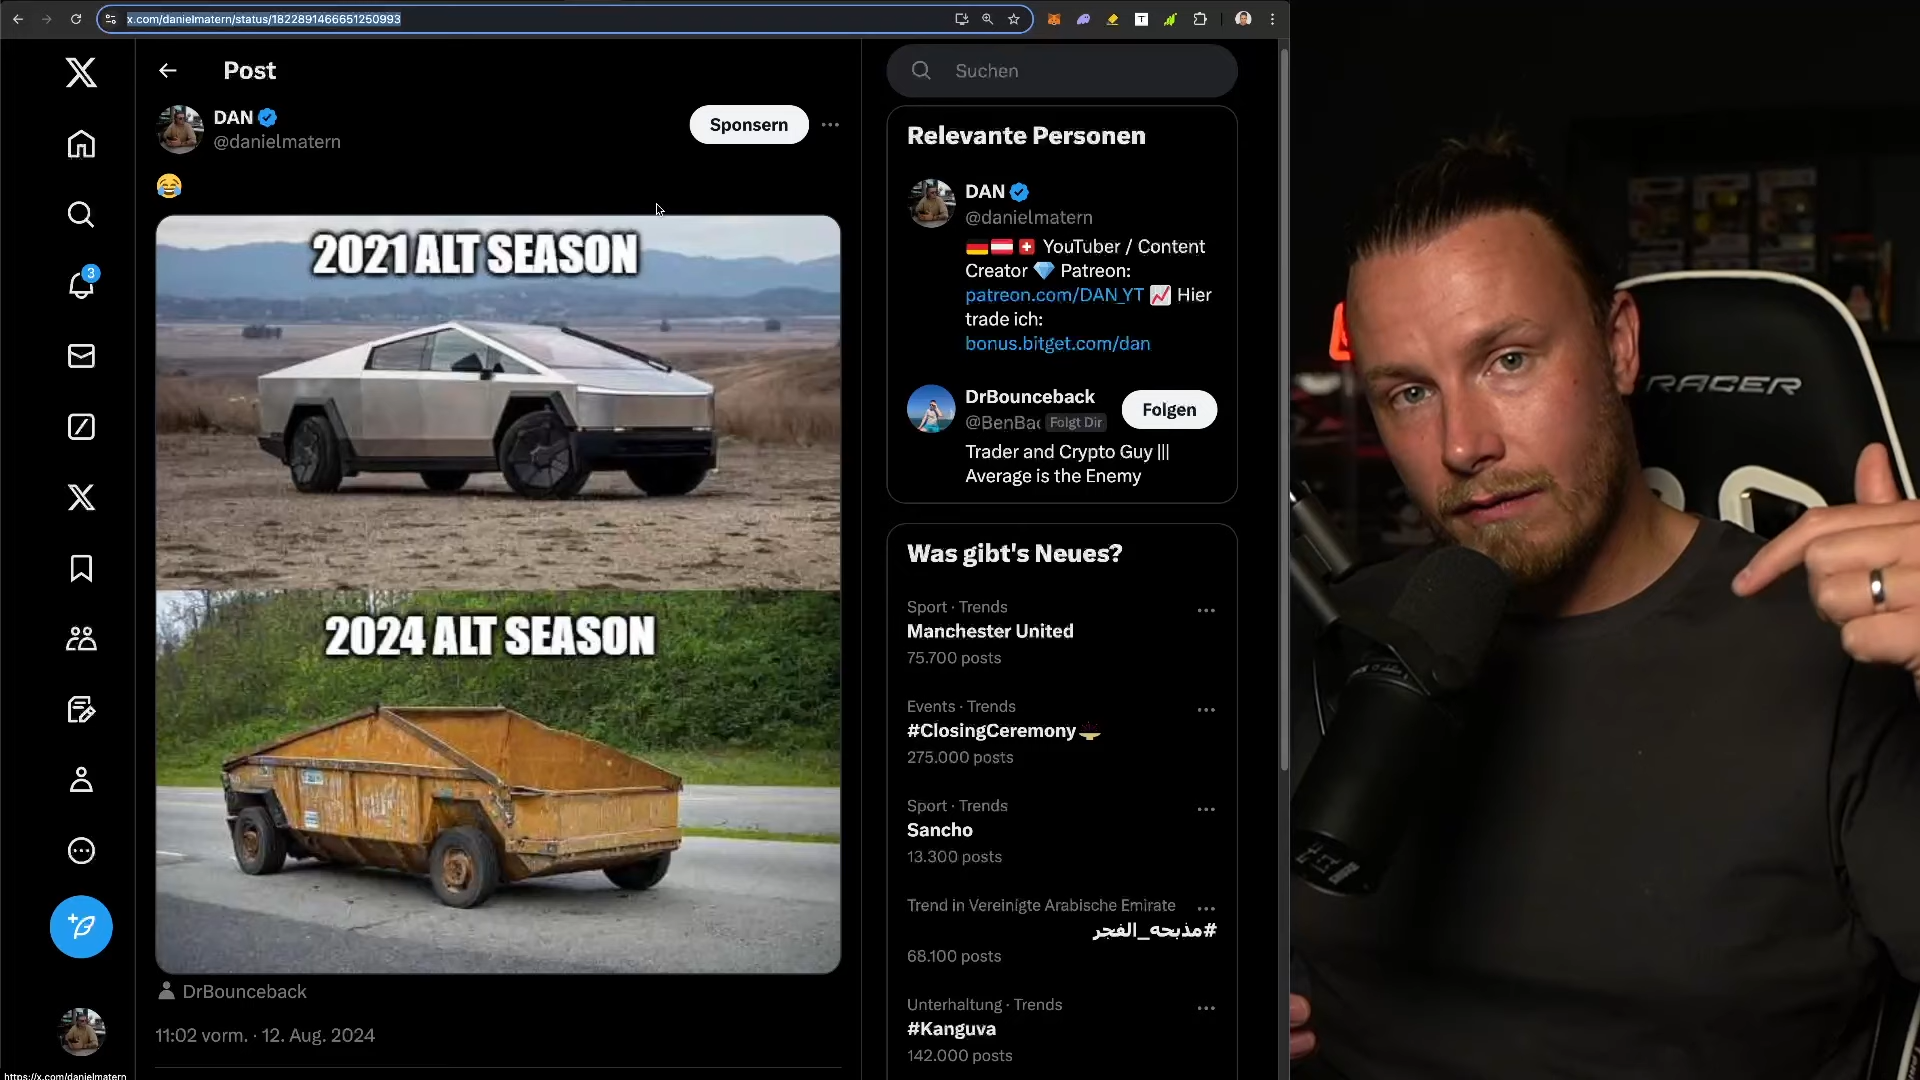 x.com/danielmatern/status/1822891466651250993
Post
DAN
@danielmatern
Sponsern
😂
2021 ALT SEASON
2024 ALT SEASON
DrBounceback
11:02 vorm. · 12. Aug. 2024
3
https://x.com/danielmatern
Suchen
Relevante Personen
DAN
@danielmatern
🇩🇪🇦🇹🇨🇭 YouTuber / Content
Creator 💎 Patreon:
patreon.com/DAN_YT 📈 Hier
trade ich:
bonus.bitget.com/dan
DrBounceback
@BenBac Folgt Dir
Folgen
Trader and Crypto Guy |||
Average is the Enemy
Was gibt's Neues?
Sport · Trends
Manchester United
75.700 posts
Events · Trends
#ClosingCeremony
275.000 posts
Sport · Trends
Sancho
13.300 posts
Trend in Vereinigte Arabische Emirate
#مذبحه_الفجر
68.100 posts
Unterhaltung · Trends
#Kanguva
142.000 posts
RACER